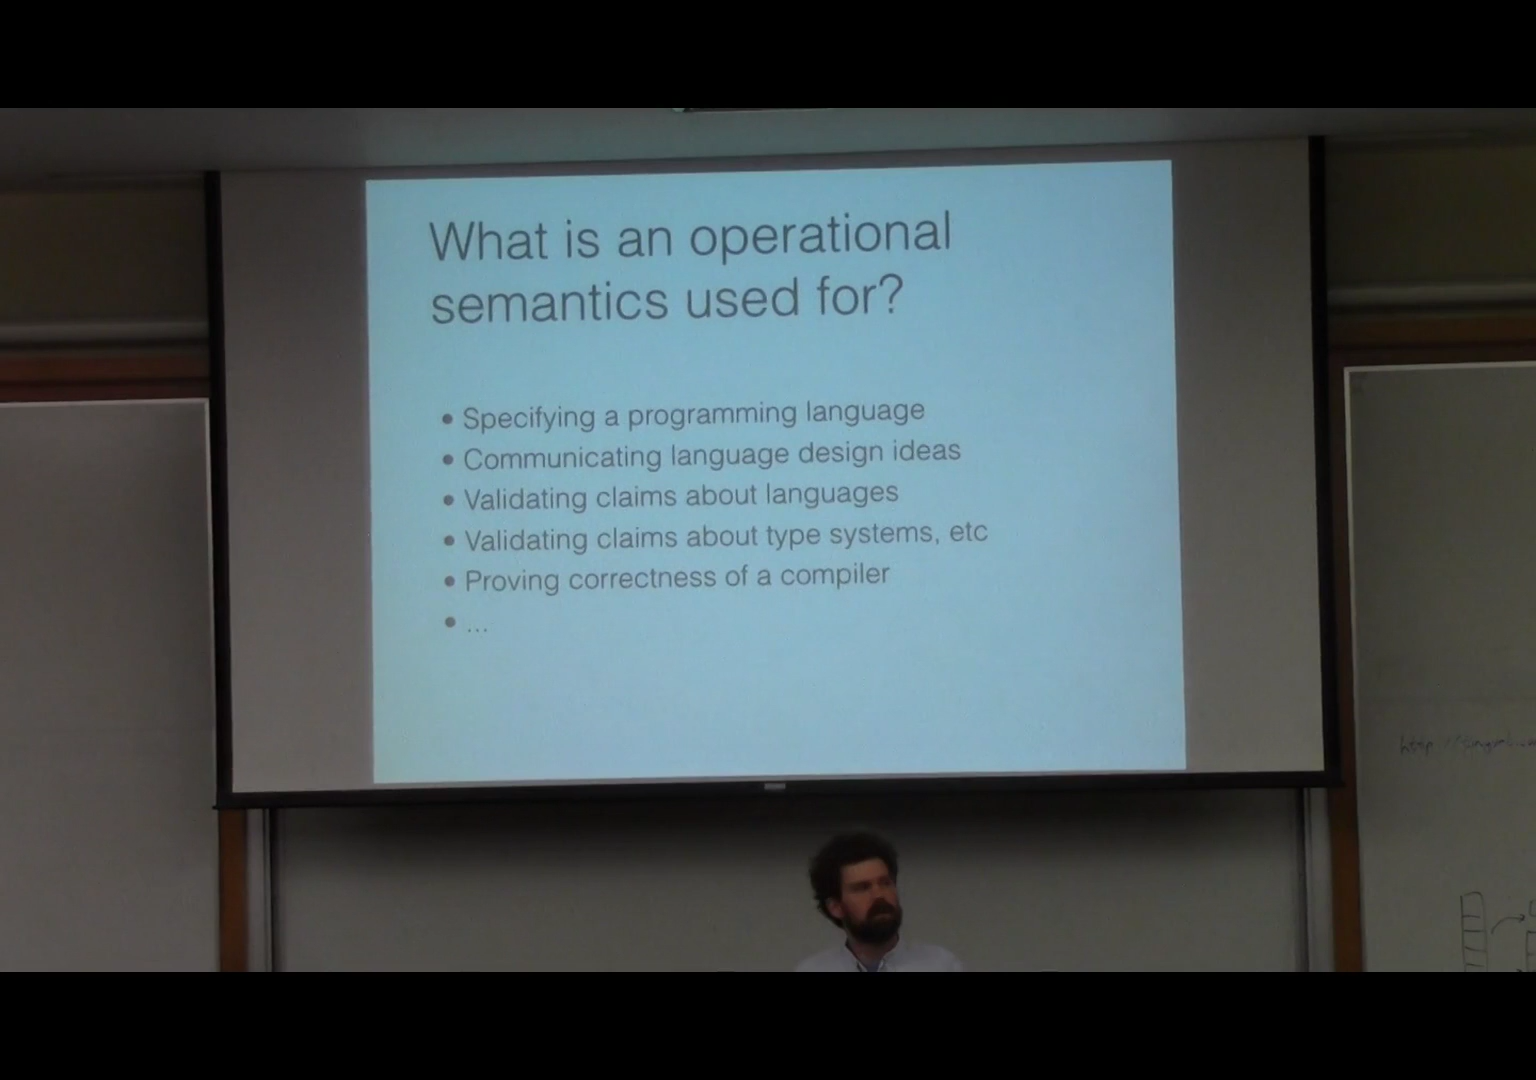 What is an operational
semantics used for?
• Specifying a programming language
• Communicating language design ideas
• Validating claims about languages
• Validating claims about type systems, etc
• Proving correctness of a compiler
• ...